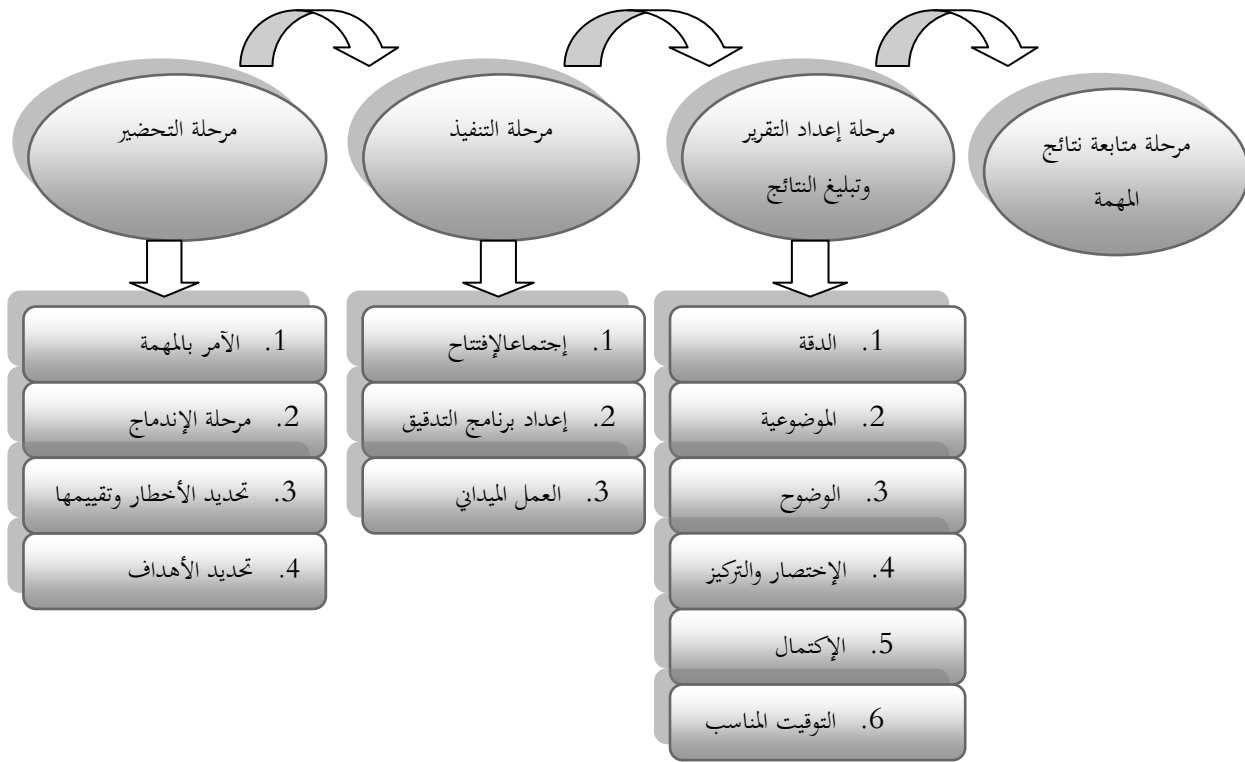 مرحلة التحضير
مرحلة التنفيذ
مرحلة إعداد التقرير
وتبليغ النتائج
مرحلة متابعة نتائج
المهمة
1. الآمر بالمهمة
2. مرحلة الإندماج
3. تحديد الأخطار وتقييمها
4. تحديد الأهداف
1. إجتماعالإفتتاح
2. إعداد برنامج التدقيق
3. العمل الميداني
1. الدقة
2. الموضوعية
3. الوضوح
4. الإختصار والتركيز
5. الإكتمال
6. التوقيت المناسب